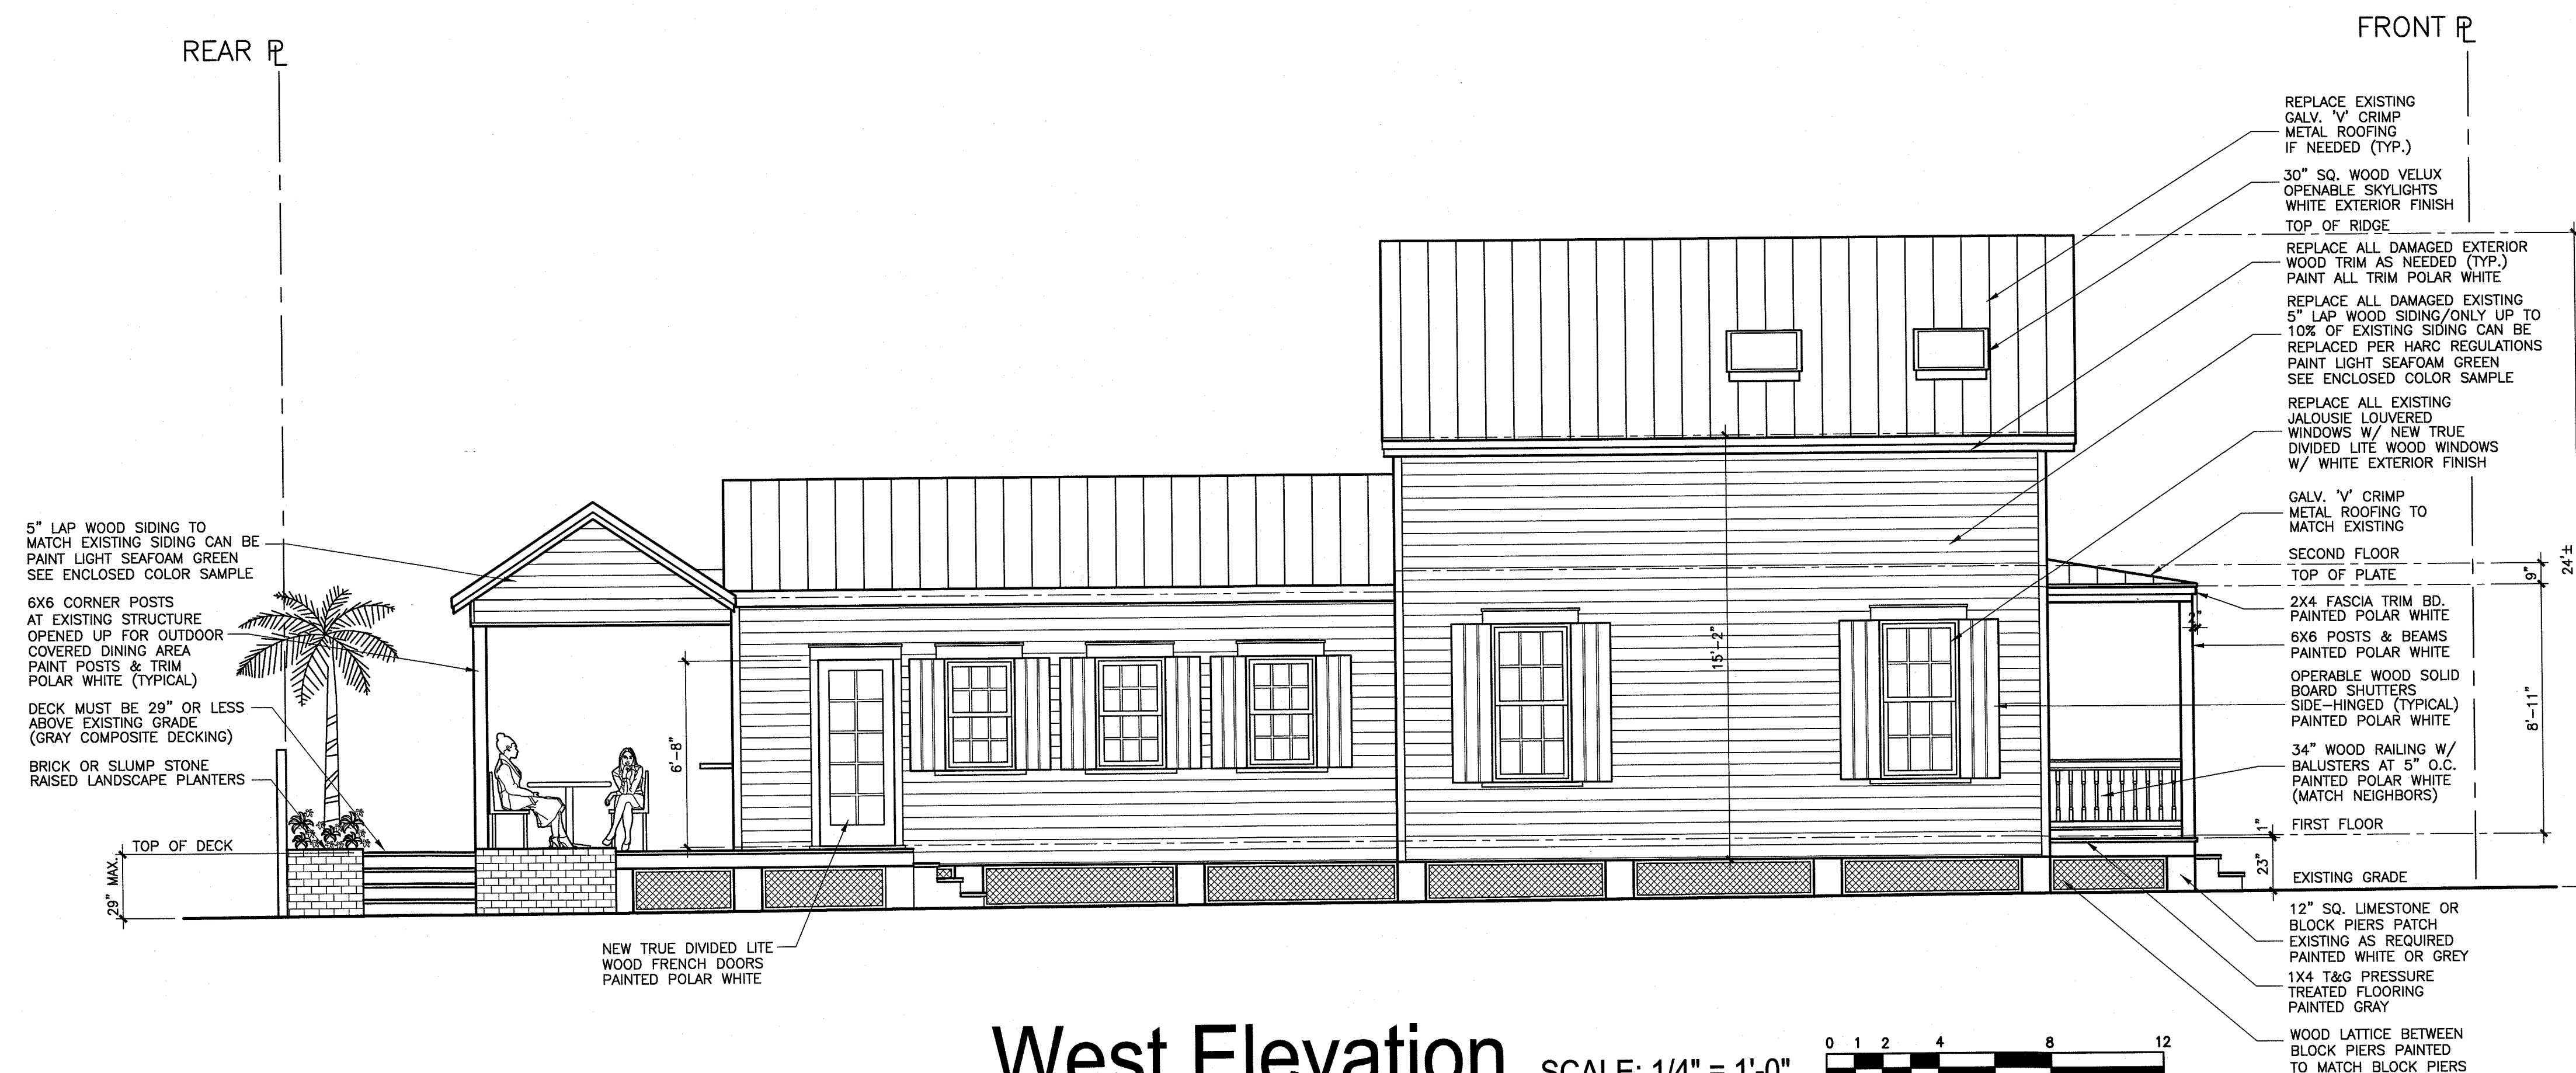 REAR PL
FRONT PL
REPLACE EXISTING
GALV. 'V' CRIMP
METAL ROOFING
IF NEEDED (TYP.)
30" SQ. WOOD VELUX
OPENABLE SKYLIGHTS
WHITE EXTERIOR FINISH
TOP OF RIDGE
REPLACE ALL DAMAGED EXTERIOR
WOOD TRIM AS NEEDED (TYP.)
PAINT ALL TRIM POLAR WHITE
REPLACE ALL DAMAGED EXISTING
5" LAP WOOD SIDING/ONLY UP TO
10% OF EXISTING SIDING CAN BE
REPLACED PER HARC REGULATIONS
PAINT LIGHT SEAFOAM GREEN
SEE ENCLOSED COLOR SAMPLE
REPLACE ALL EXISTING
JALOUSIE LOUVERED
WINDOWS W/ NEW TRUE
DIVIDED LITE WOOD WINDOWS
W/ WHITE EXTERIOR FINISH
GALV. 'V' CRIMP
METAL ROOFING TO
MATCH EXISTING
SECOND FLOOR
TOP OF PLATE
9"
24'±
2X4 FASCIA TRIM BD.
PAINTED POLAR WHITE
2"
6X6 POSTS & BEAMS
PAINTED POLAR WHITE
OPERABLE WOOD SOLID
BOARD SHUTTERS
SIDE-HINGED (TYPICAL)
PAINTED POLAR WHITE
8'-11"
34" WOOD RAILING W/
BALUSTERS AT 5" O.C.
PAINTED POLAR WHITE
(MATCH NEIGHBORS)
FIRST FLOOR
1"
23"
EXISTING GRADE
12" SQ. LIMESTONE OR
BLOCK PIERS PATCH
EXISTING AS REQUIRED
PAINTED WHITE OR GREY
1X4 T&G PRESSURE
TREATED FLOORING
PAINTED GRAY
WOOD LATTICE BETWEEN
BLOCK PIERS PAINTED
TO MATCH BLOCK PIERS
5" LAP WOOD SIDING TO
MATCH EXISTING SIDING CAN BE
PAINT LIGHT SEAFOAM GREEN
SEE ENCLOSED COLOR SAMPLE
6X6 CORNER POSTS
AT EXISTING STRUCTURE
OPENED UP FOR OUTDOOR
COVERED DINING AREA
PAINT POSTS & TRIM
POLAR WHITE (TYPICAL)
DECK MUST BE 29" OR LESS
ABOVE EXISTING GRADE
(GRAY COMPOSITE DECKING)
BRICK OR SLUMP STONE
RAISED LANDSCAPE PLANTERS
TOP OF DECK
29" MAX.
6'-8"
15'-2"
NEW TRUE DIVIDED LITE
WOOD FRENCH DOORS
PAINTED POLAR WHITE
West Elevation
SCALE: 1/4" = 1'-0"
0 1 2 4 8 12